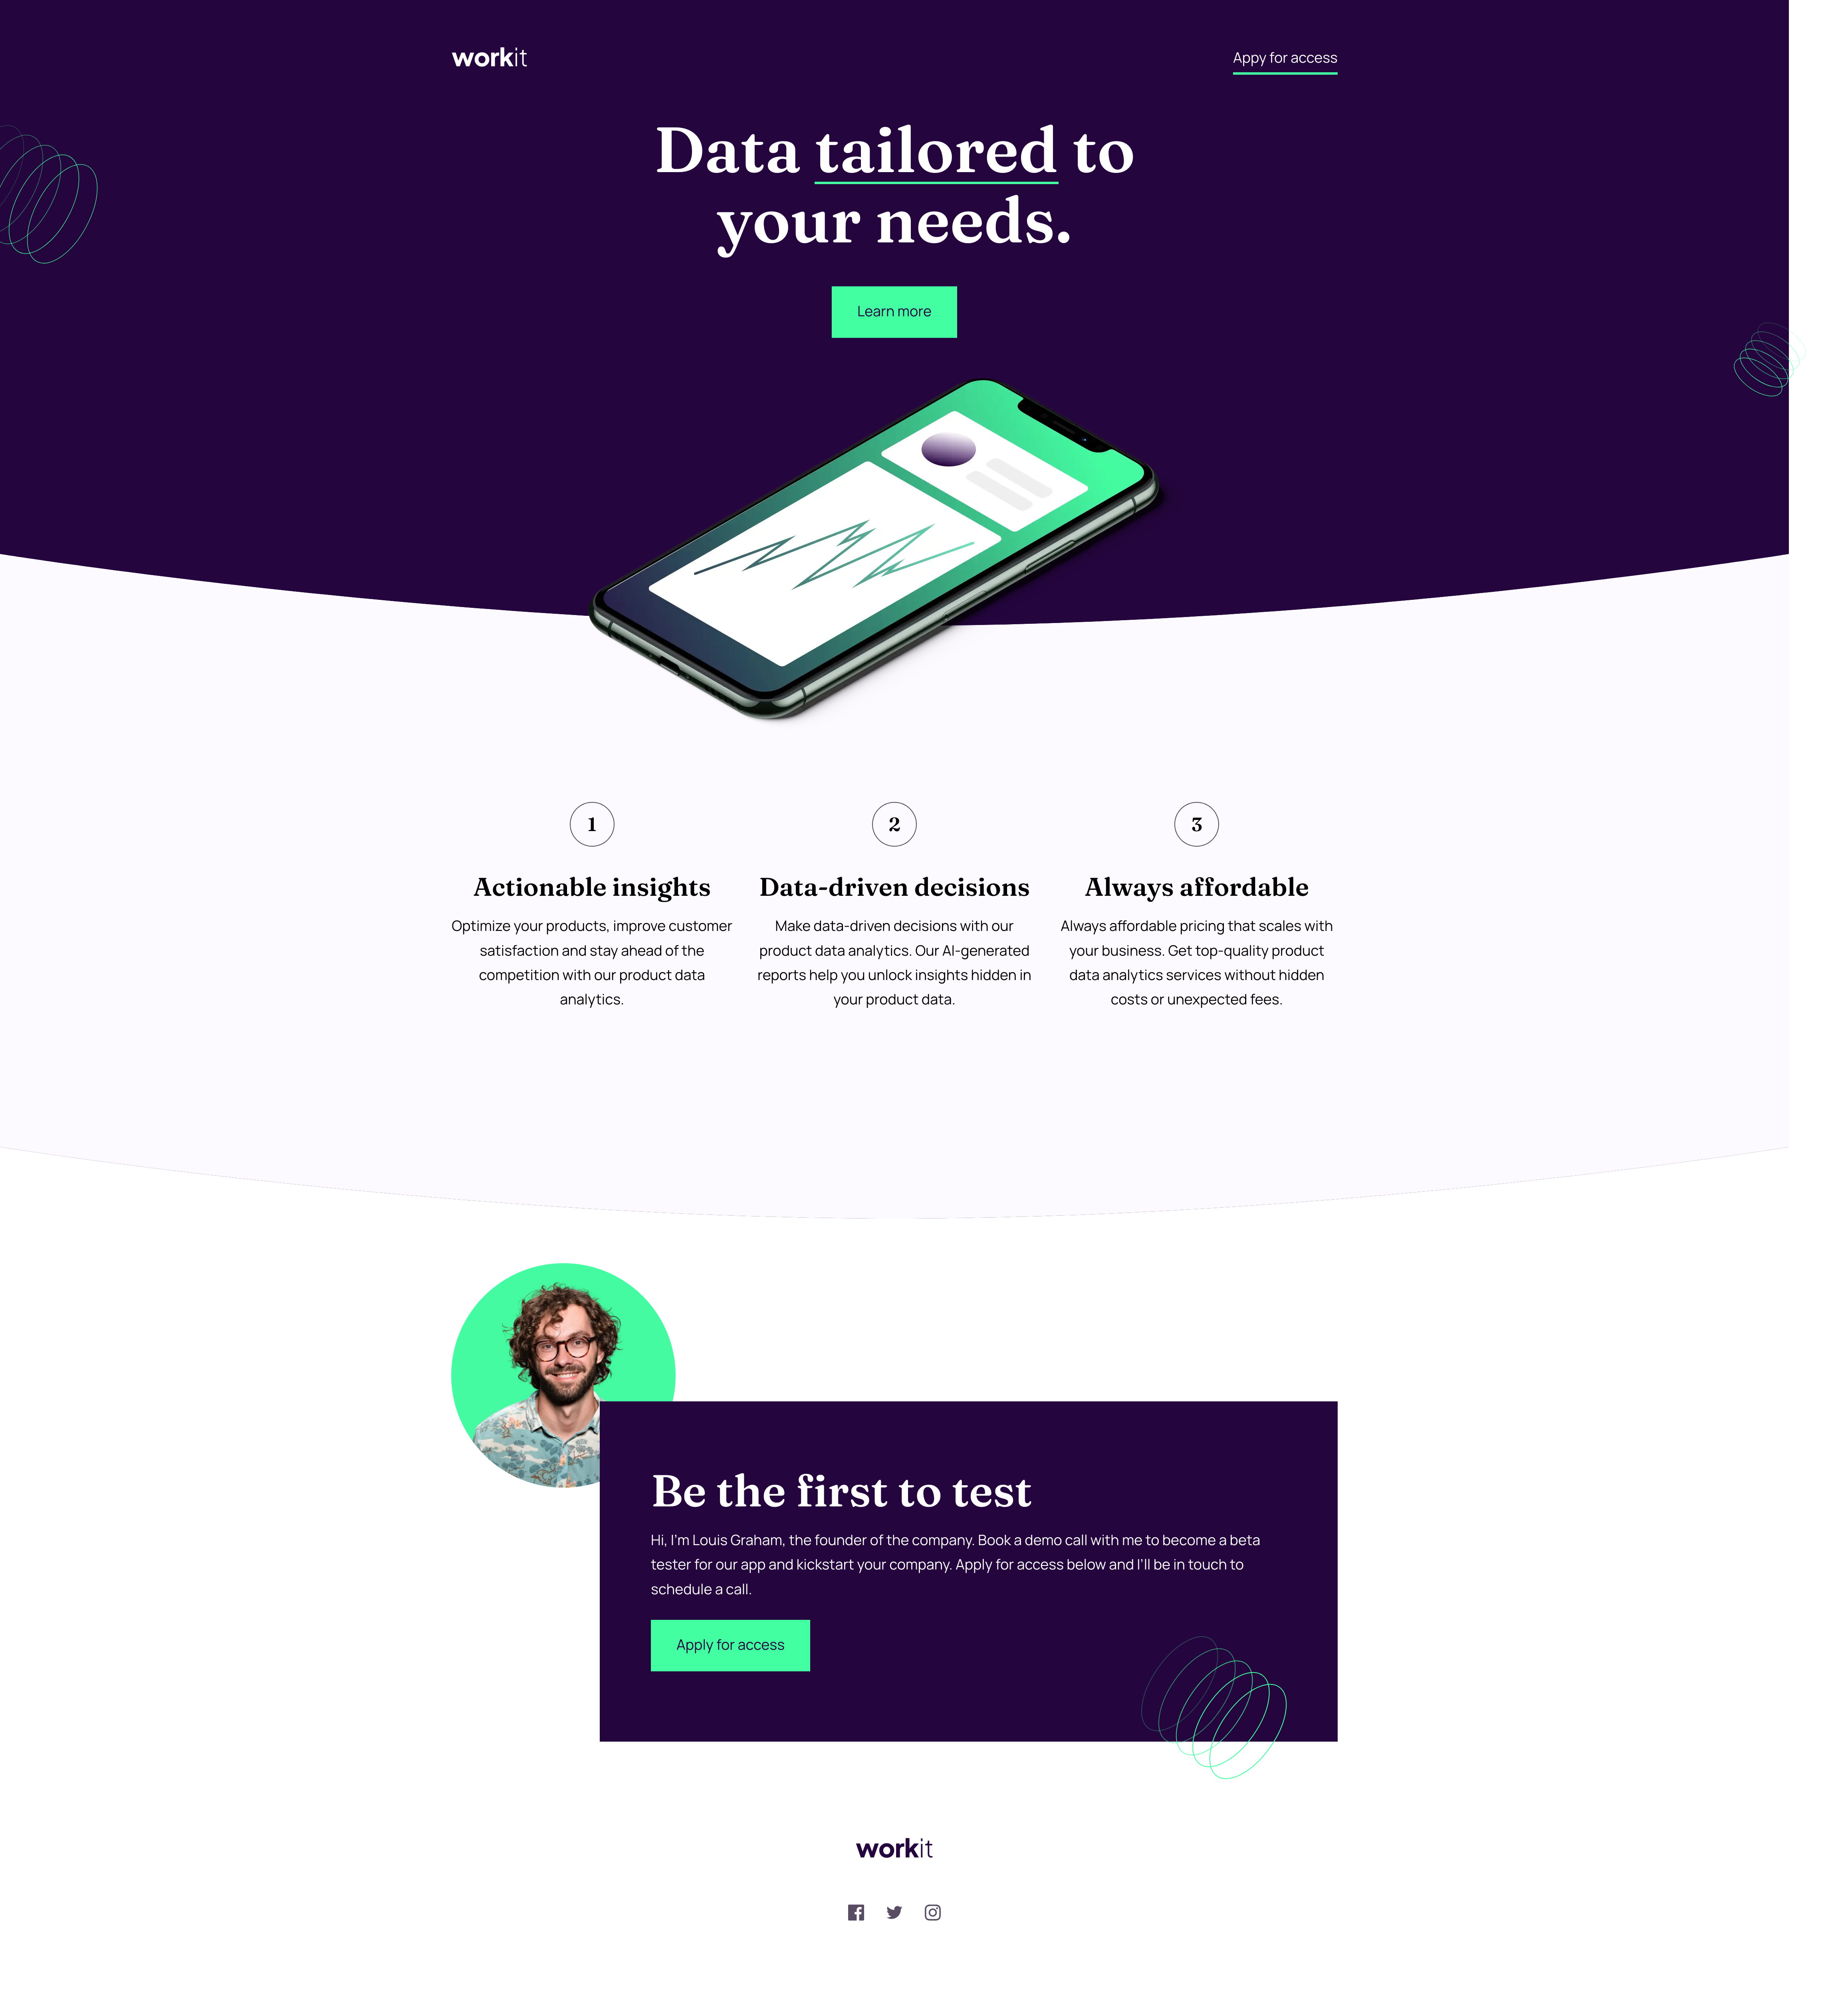 workit
Appy for access
Data tailored to
your needs.
Learn more
1
Actionable insights
Optimize your products, improve customer
satisfaction and stay ahead of the
competition with our product data
analytics.
2
Data-driven decisions
Make data-driven decisions with our
product data analytics. Our AI-generated
reports help you unlock insights hidden in
your product data.
3
Always affordable
Always affordable pricing that scales with
your business. Get top-quality product
data analytics services without hidden
costs or unexpected fees.
Be the first to test
Hi, I'm Louis Graham, the founder of the company. Book a demo call with me to become a beta
tester for our app and kickstart your company. Apply for access below and I'll be in touch to
schedule a call.
Apply for access
workit